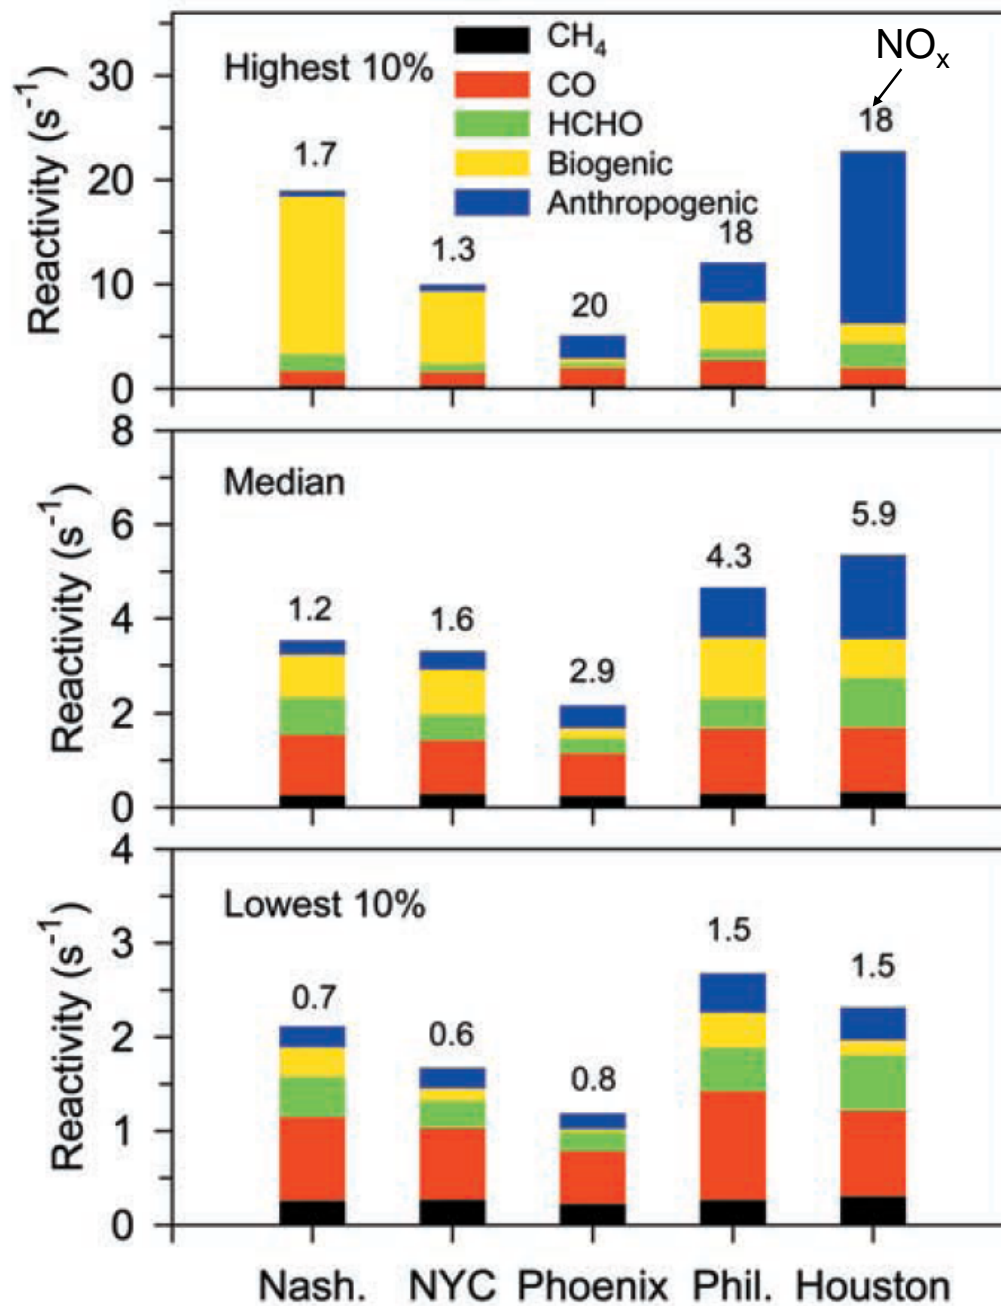 Highest 10%
CH₄
CO
HCHO
Biogenic
Anthropogenic
NOₓ
Reactivity (s⁻¹)
30
20
10
0
1.7
1.3
20
18
18
Median
Reactivity (s⁻¹)
8
6
4
2
0
1.2
1.6
2.9
4.3
5.9
Lowest 10%
Reactivity (s⁻¹)
4
3
2
1
0
0.7
0.6
0.8
1.5
1.5
Nash. NYC Phoenix Phil. Houston